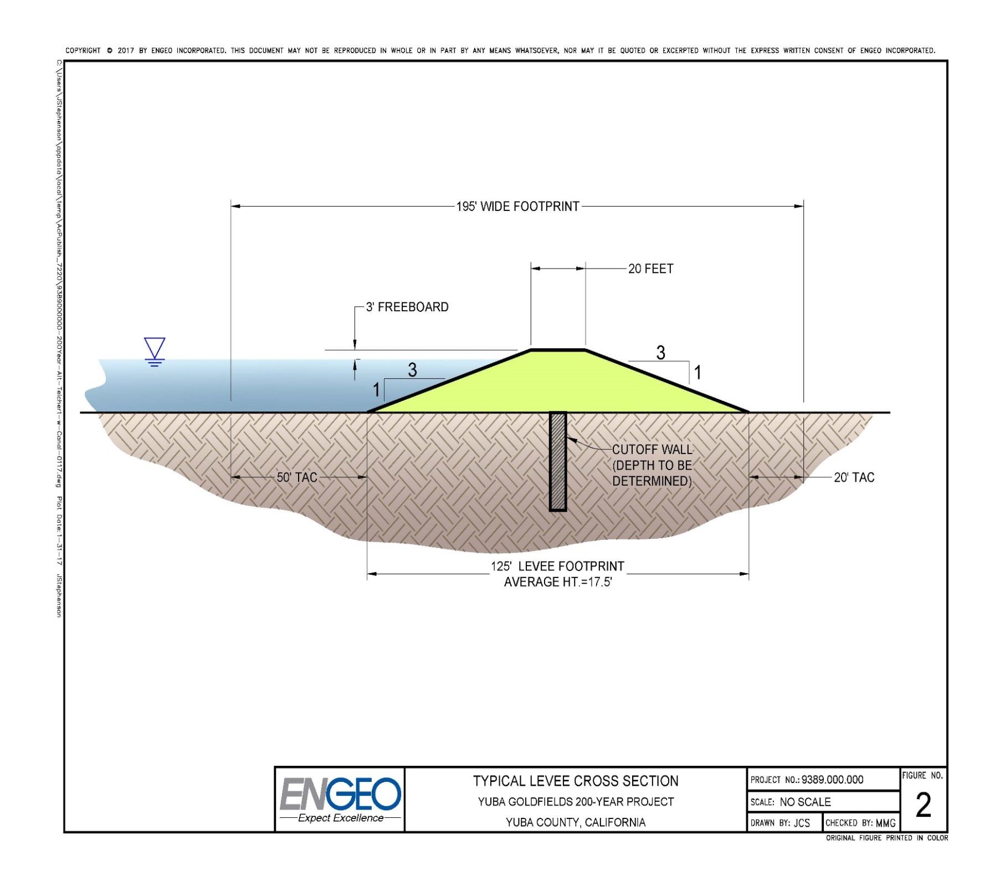 COPYRIGHT © 2017 BY ENGEO INCORPORATED. THIS DOCUMENT MAY NOT BE REPRODUCED IN WHOLE OR IN PART BY ANY MEANS WHATSOEVER, NOR MAY IT BE QUOTED OR EXCERPTED WITHOUT THE EXPRESS WRITTEN CONSENT OF ENGEO INCORPORATED.
C:\Users\JStephenson\appdata\local\temp\AcPublish_7220\9389000000-200Year-Alt-Teichert-w-Canal-0117.dwg Plot Date: 1-31-17 JStephenson
195' WIDE FOOTPRINT
20 FEET
3' FREEBOARD
3
1
3
1
CUTOFF WALL
(DEPTH TO BE
DETERMINED)
50' TAC
20' TAC
125' LEVEE FOOTPRINT
AVERAGE HT.=17.5'
ENGEO
Expect Excellence
TYPICAL LEVEE CROSS SECTION
YUBA GOLDFIELDS 200-YEAR PROJECT
YUBA COUNTY, CALIFORNIA
PROJECT NO.: 9389.000.000
SCALE: NO SCALE
DRAWN BY: JCS
CHECKED BY: MMG
FIGURE NO.
2
ORIGINAL FIGURE PRINTED IN COLOR